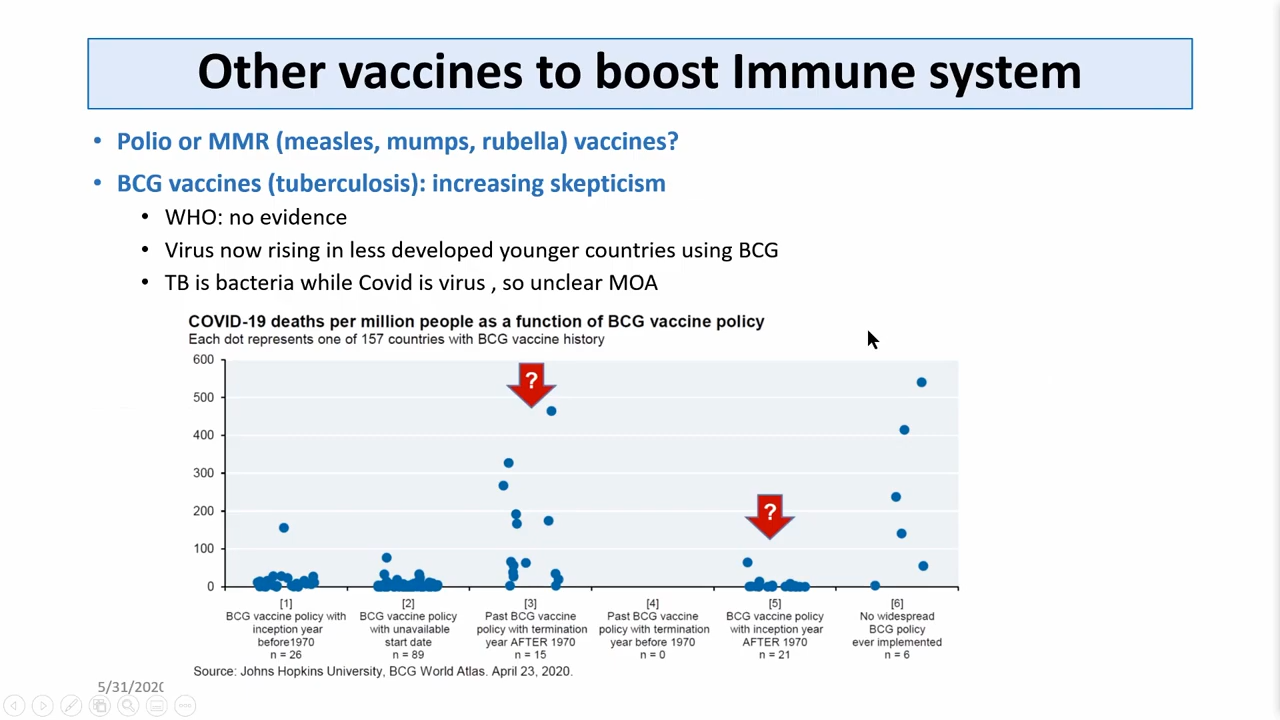 Other vaccines to boost Immune system
• Polio or MMR (measles, mumps, rubella) vaccines?
• BCG vaccines (tuberculosis): increasing skepticism
• WHO: no evidence
• Virus now rising in less developed younger countries using BCG
• TB is bacteria while Covid is virus , so unclear MOA
COVID-19 deaths per million people as a function of BCG vaccine policy
Each dot represents one of 157 countries with BCG vaccine history
600
500
400
300
200
100
0
?
?
[1]
BCG vaccine policy with
inception year
before1970
n = 26
[2]
BCG vaccine policy
with unavailable
start date
n = 89
[3]
Past BCG vaccine
policy with termination
year AFTER 1970
n = 15
[4]
Past BCG vaccine
policy with termination
year before 1970
n = 0
[5]
BCG vaccine policy
with inception year
AFTER 1970
n = 21
[6]
No widespread
BCG policy
ever implemented
n = 6
Source: Johns Hopkins University, BCG World Atlas. April 23, 2020.
5/31/2020